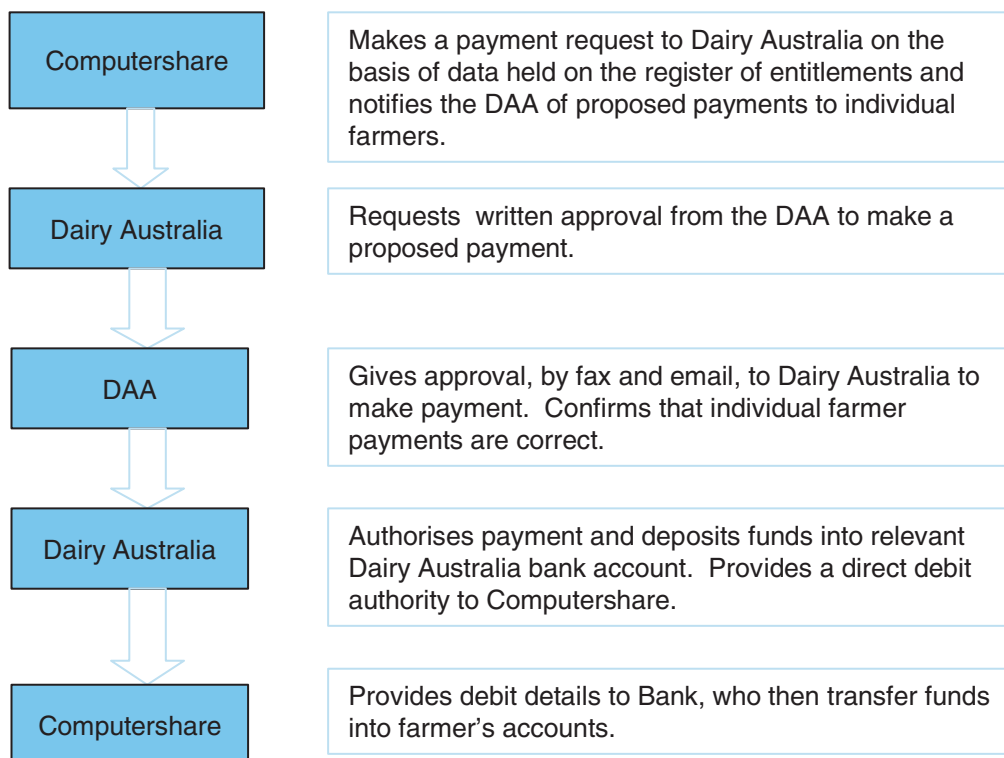 Computershare
Makes a payment request to Dairy Australia on the
basis of data held on the register of entitlements and
notifies the DAA of proposed payments to individual
farmers.
Dairy Australia
Requests written approval from the DAA to make a
proposed payment.
DAA
Gives approval, by fax and email, to Dairy Australia to
make payment. Confirms that individual farmer
payments are correct.
Dairy Australia
Authorises payment and deposits funds into relevant
Dairy Australia bank account. Provides a direct debit
authority to Computershare.
Computershare
Provides debit details to Bank, who then transfer funds
into farmer's accounts.